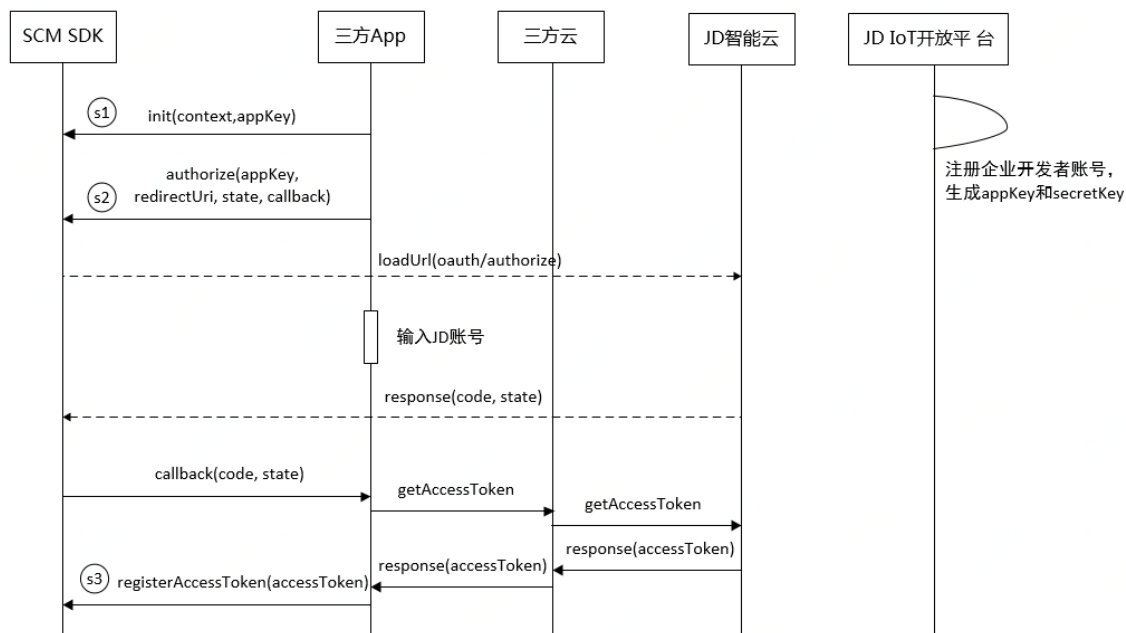 SCM SDK
三方App
三方云
JD智能云
JD IoT开放平 台
s1
init(context,appKey)
注册企业开发者账号，
生成appKey和secretKey
authorize(appKey,
s2
redirectUri, state, callback)
loadUrl(oauth/authorize)
输入JD账号
response(code, state)
callback(code, state)
getAccessToken
getAccessToken
response(accessToken)
response(accessToken)
s3
registerAccessToken(accessToken)